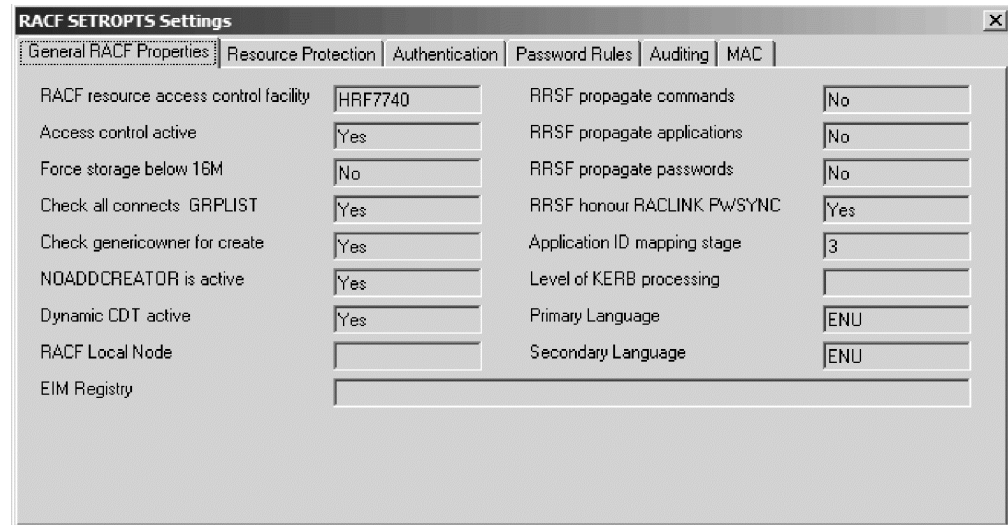 RACF SETROPTS Settings
General RACF Properties Resource Protection Authentication Password Rules Auditing MAC
RACF resource access control facility HRF7740 RRSF propagate commands No
Access control active Yes RRSF propagate applications No
Force storage below 16M No RRSF propagate passwords No
Check all connects GRPLIST Yes RRSF honour RACLINK PWSYNC Yes
Check genericowner for create Yes Application ID mapping stage 3
NOADDCREATOR is active Yes Level of KERB processing
Dynamic CDT active Yes Primary Language ENU
RACF Local Node Secondary Language ENU
EIM Registry